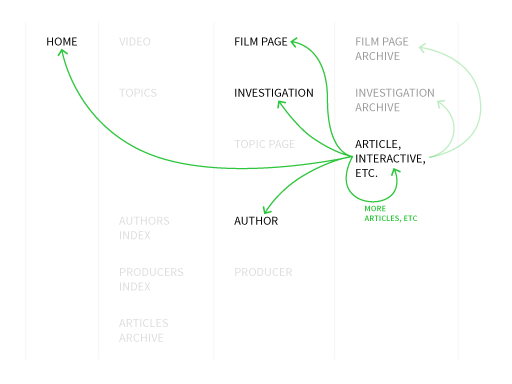 HOME
VIDEO
FILM PAGE
FILM PAGE
ARCHIVE
TOPICS
INVESTIGATION
INVESTIGATION
ARCHIVE
TOPIC PAGE
ARTICLE,
INTERACTIVE,
ETC.
MORE
ARTICLES, ETC
AUTHORS
INDEX
AUTHOR
PRODUCERS
INDEX
PRODUCER
ARTICLES
ARCHIVE